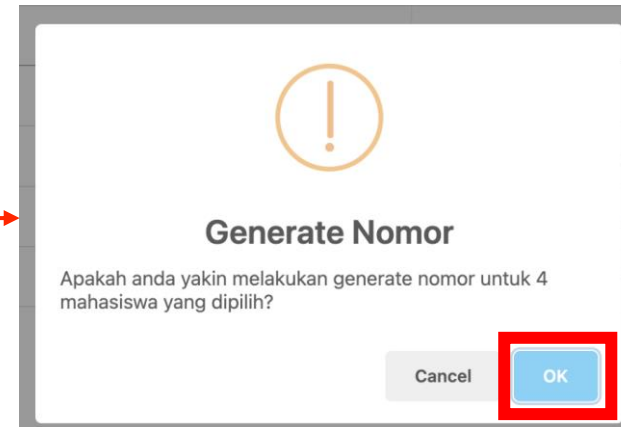 Generate Nomor
Apakah anda yakin melakukan generate nomor untuk 4
mahasiswa yang dipilih?
Cancel
OK